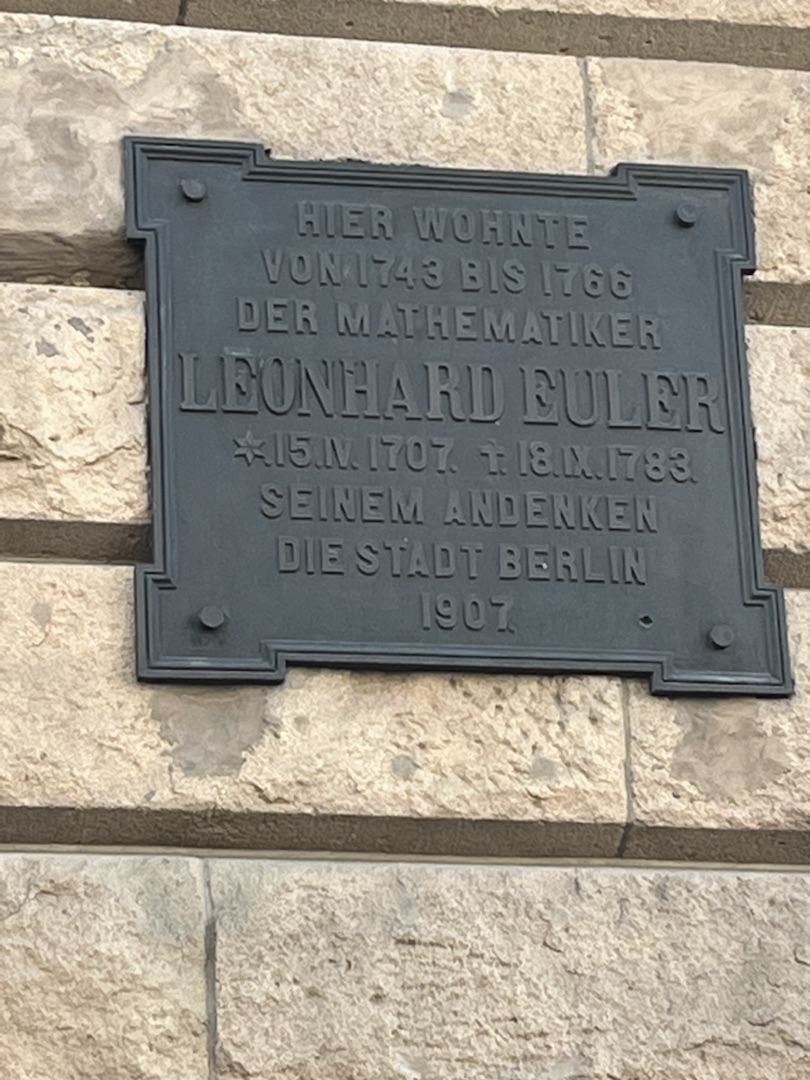 HIER WOHNTE
VON 1743 BIS 1766
DER MATHEMATIKER
LEONHARD EULER
*15.IV.1707. † 18.IX.1783.
SEINEM ANDENKEN
DIE STADT BERLIN
1907.